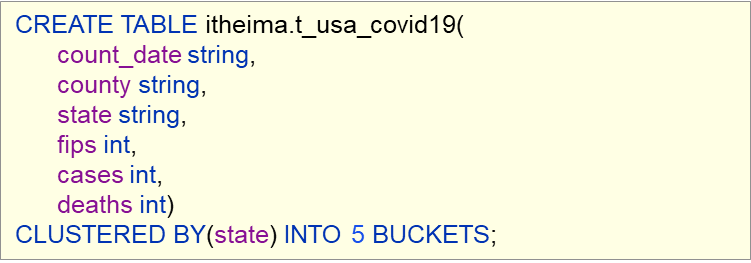 CREATE TABLE itheima.t_usa_covid19(
count_date string,
county string,
state string,
fips int,
cases int,
deaths int)
CLUSTERED BY(state) INTO 5 BUCKETS;